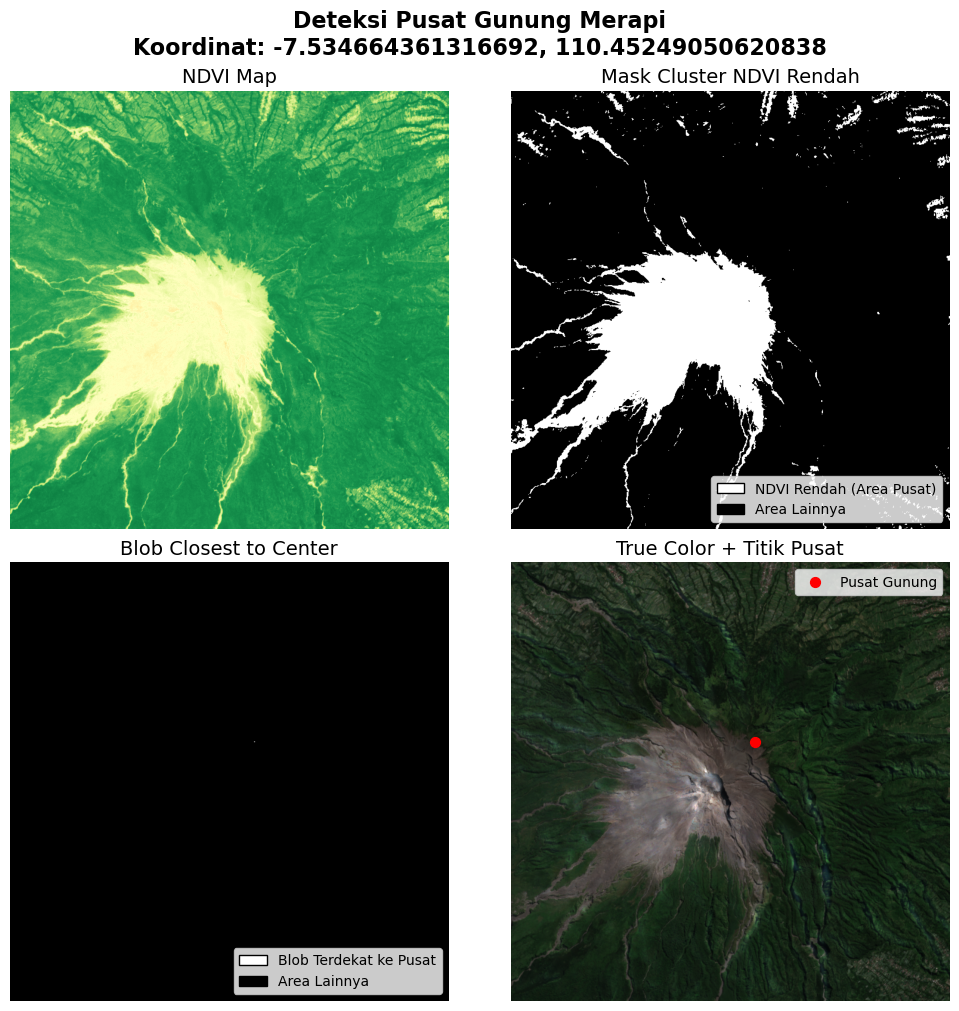 Deteksi Pusat Gunung Merapi
Koordinat: -7.534664361316692, 110.45249050620838
NDVI Map
Mask Cluster NDVI Rendah
NDVI Rendah (Area Pusat)
Area Lainnya
Blob Closest to Center
True Color + Titik Pusat
Blob Terdekat ke Pusat
Area Lainnya
Pusat Gunung